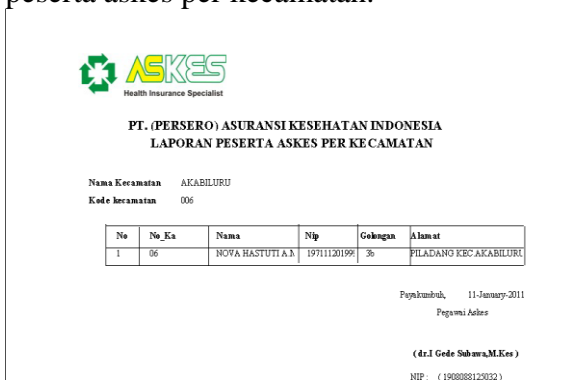 peserta askes per kecamatan.
ASKES
Health Insurance Specialist
PT. (PERSERO) ASURANSI KESEHATAN INDONESIA
LAPORAN PESERTA ASKES PER KECAMATAN
Nama Kecamatan AKABILURU
Kode kecamatan 006
No No_Ka Nama Nip Golongan Alamat
1 06 NOVA HASTUTI A.M 19711120199 3b PILADANG KEC AKABILURU
Payakumbuh, 11-January-2011
Pegawai Askes
( dr.I Gede Subawa,M.Kes )
NIP : ( 1908088125032 )